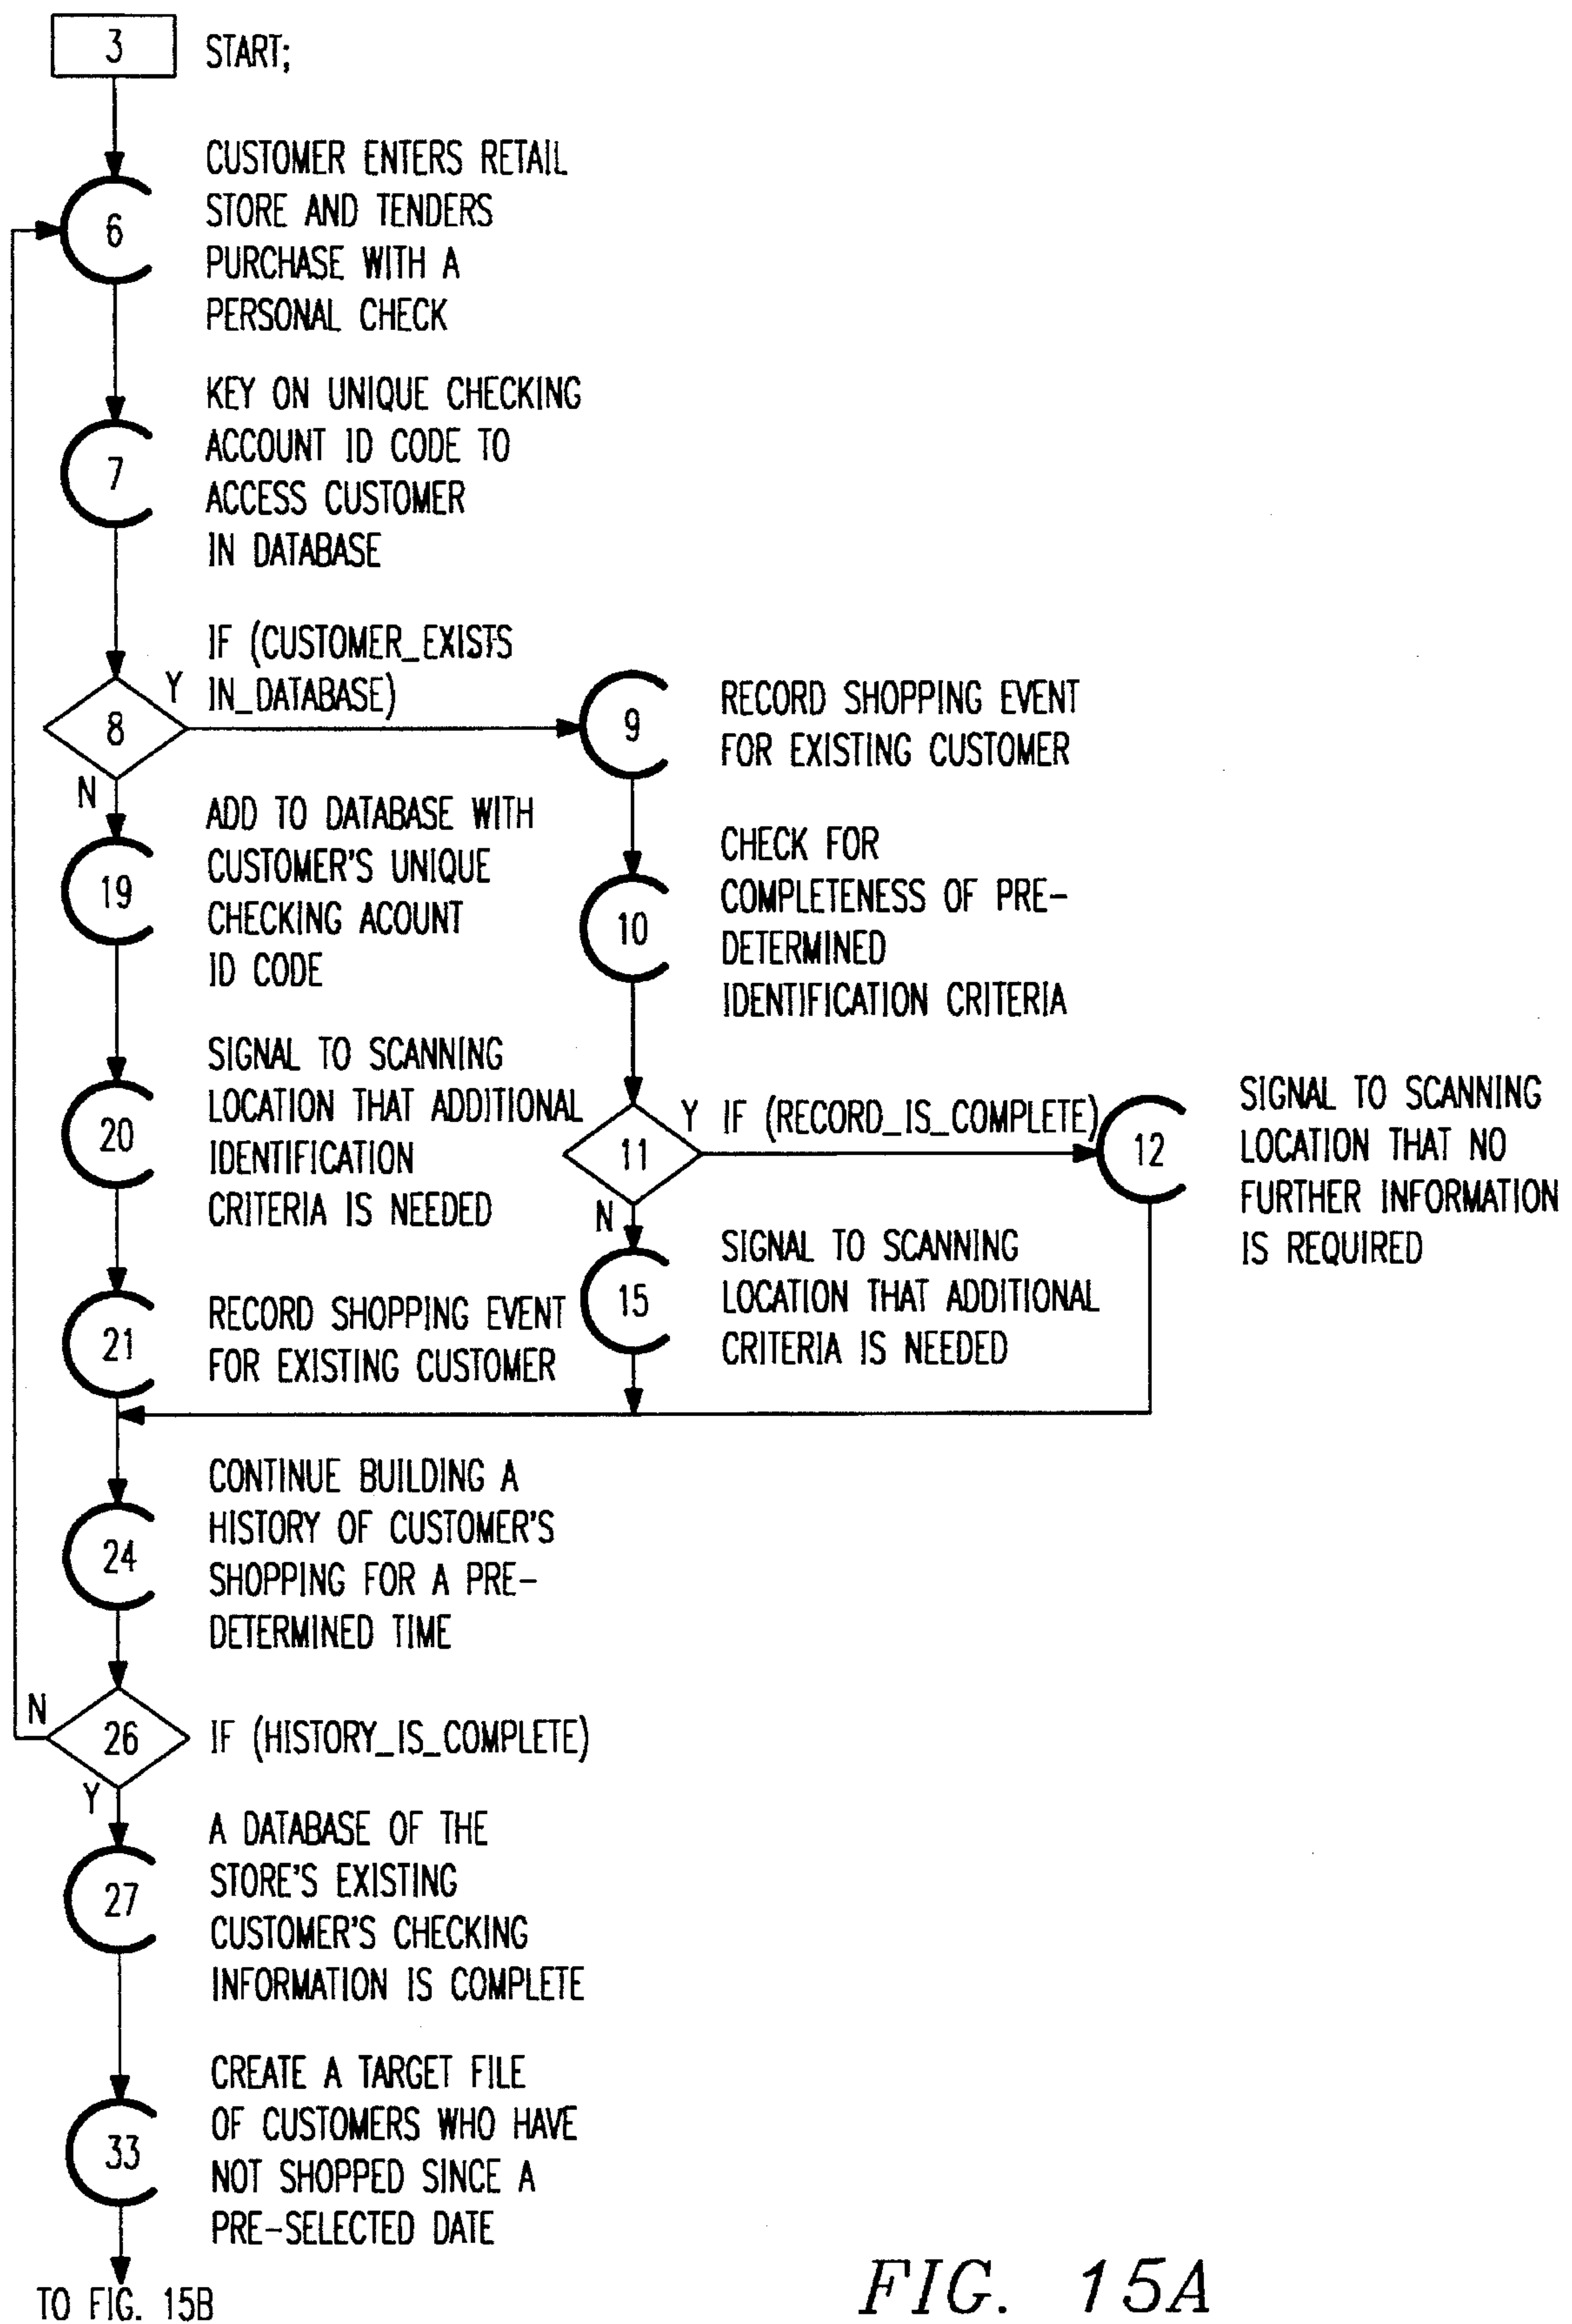 3 START;
CUSTOMER ENTERS RETAIL
STORE AND TENDERS
6
PURCHASE WITH A
PERSONAL CHECK
KEY ON UNIQUE CHECKING
ACCOUNT ID CODE TO
7
ACCESS CUSTOMER
IN DATABASE
IF (CUSTOMER_EXISTS
Y IN_DATABASE)
8
N
9
RECORD SHOPPING EVENT
FOR EXISTING CUSTOMER
ADD TO DATABASE WITH
CUSTOMER'S UNIQUE
19
CHECKING ACOUNT
ID CODE
CHECK FOR
COMPLETENESS OF PRE-
10
DETERMINED
IDENTIFICATION CRITERIA
SIGNAL TO SCANNING
LOCATION THAT ADDITIONAL
20
IDENTIFICATION
CRITERIA IS NEEDED
Y IF (RECORD_IS_COMPLETE)
11
N
12
SIGNAL TO SCANNING
LOCATION THAT NO
FURTHER INFORMATION
IS REQUIRED
SIGNAL TO SCANNING
15
LOCATION THAT ADDITIONAL
CRITERIA IS NEEDED
21
RECORD SHOPPING EVENT
FOR EXISTING CUSTOMER
CONTINUE BUILDING A
HISTORY OF CUSTOMER'S
24
SHOPPING FOR A PRE-
DETERMINED TIME
N
26 IF (HISTORY_IS_COMPLETE)
Y
A DATABASE OF THE
STORE'S EXISTING
27
CUSTOMER'S CHECKING
INFORMATION IS COMPLETE
CREATE A TARGET FILE
OF CUSTOMERS WHO HAVE
33
NOT SHOPPED SINCE A
PRE-SELECTED DATE
TO FIG. 15B
FIG. 15A